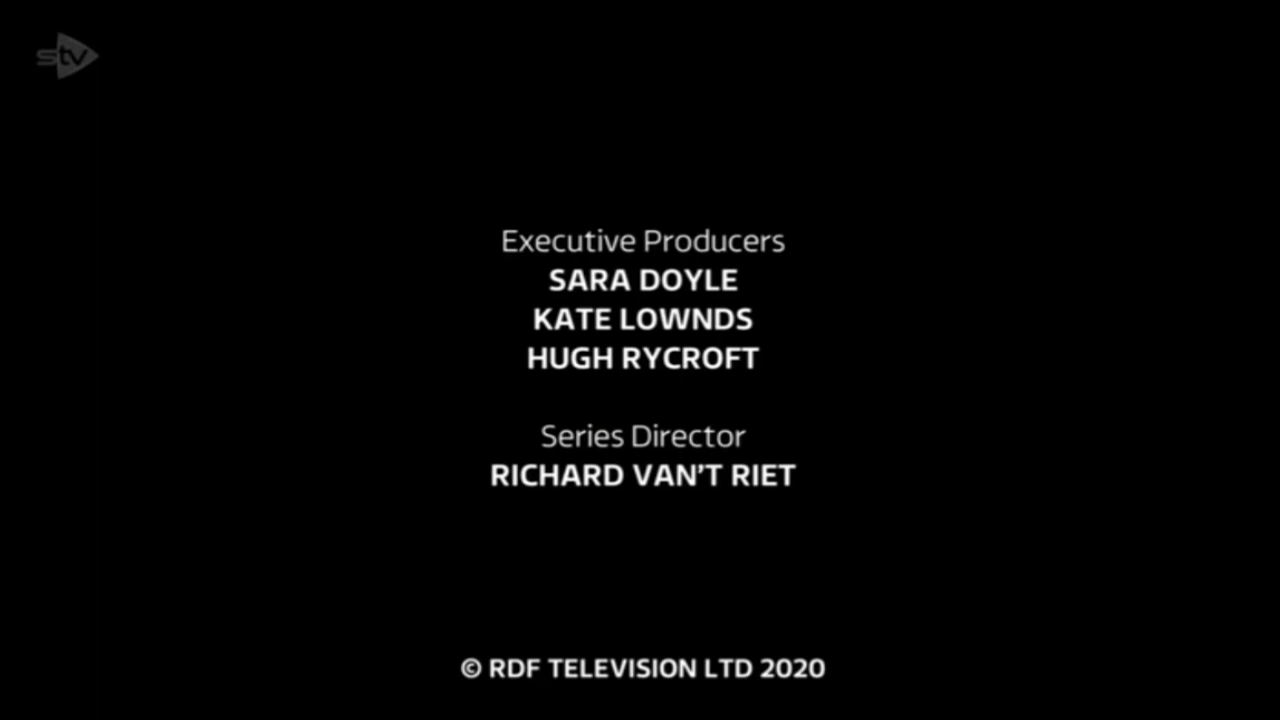 stv
Executive Producers
SARA DOYLE
KATE LOWNDS
HUGH RYCROFT
Series Director
RICHARD VAN'T RIET
© RDF TELEVISION LTD 2020